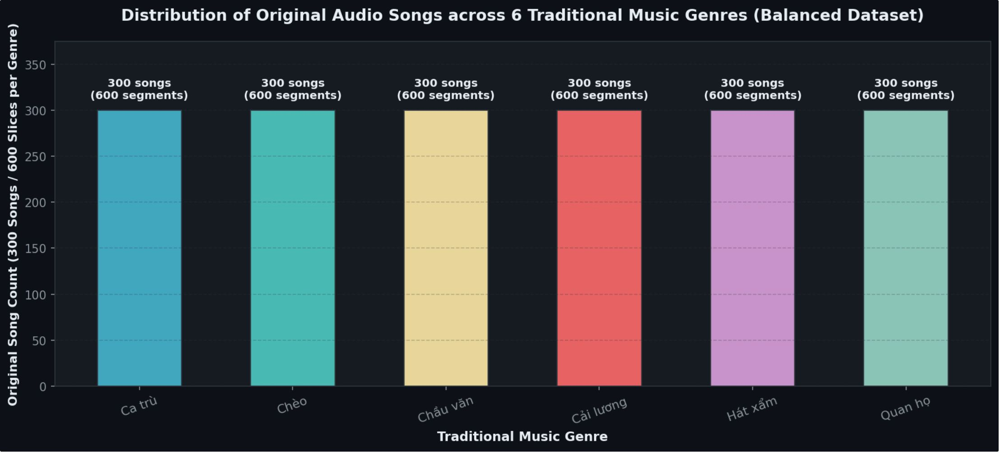 Distribution of Original Audio Songs across 6 Traditional Music Genres (Balanced Dataset)
Original Song Count (300 Songs / 600 Slices per Genre)
350
300
250
200
150
100
50
0
300 songs
(600 segments)
300 songs
(600 segments)
300 songs
(600 segments)
300 songs
(600 segments)
300 songs
(600 segments)
300 songs
(600 segments)
Ca trù
Chèo
Chầu văn
Cải lương
Hát xẩm
Quan họ
Traditional Music Genre